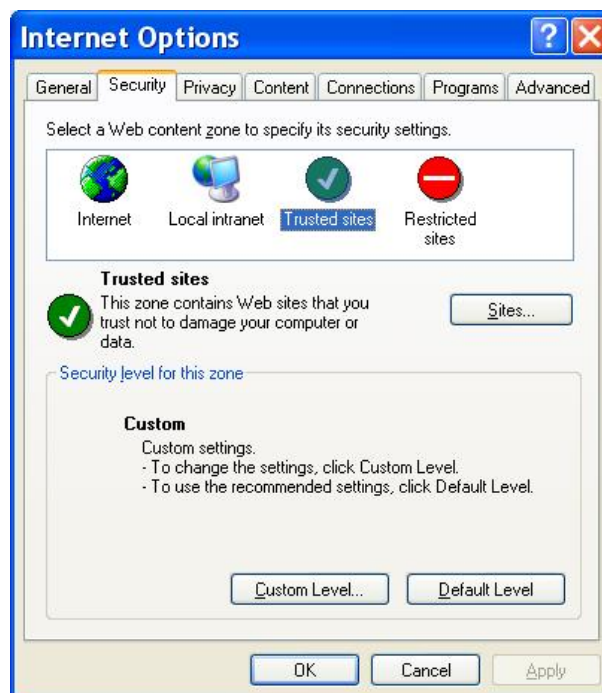 Internet Options
General Security Privacy Content Connections Programs Advanced
Select a Web content zone to specify its security settings.
Internet Local intranet Trusted sites Restricted
sites
Trusted sites
This zone contains Web sites that you
trust not to damage your computer or
data.
Sites...
Security level for this zone
Custom
Custom settings.
- To change the settings, click Custom Level.
- To use the recommended settings, click Default Level.
Custom Level... Default Level
OK Cancel Apply